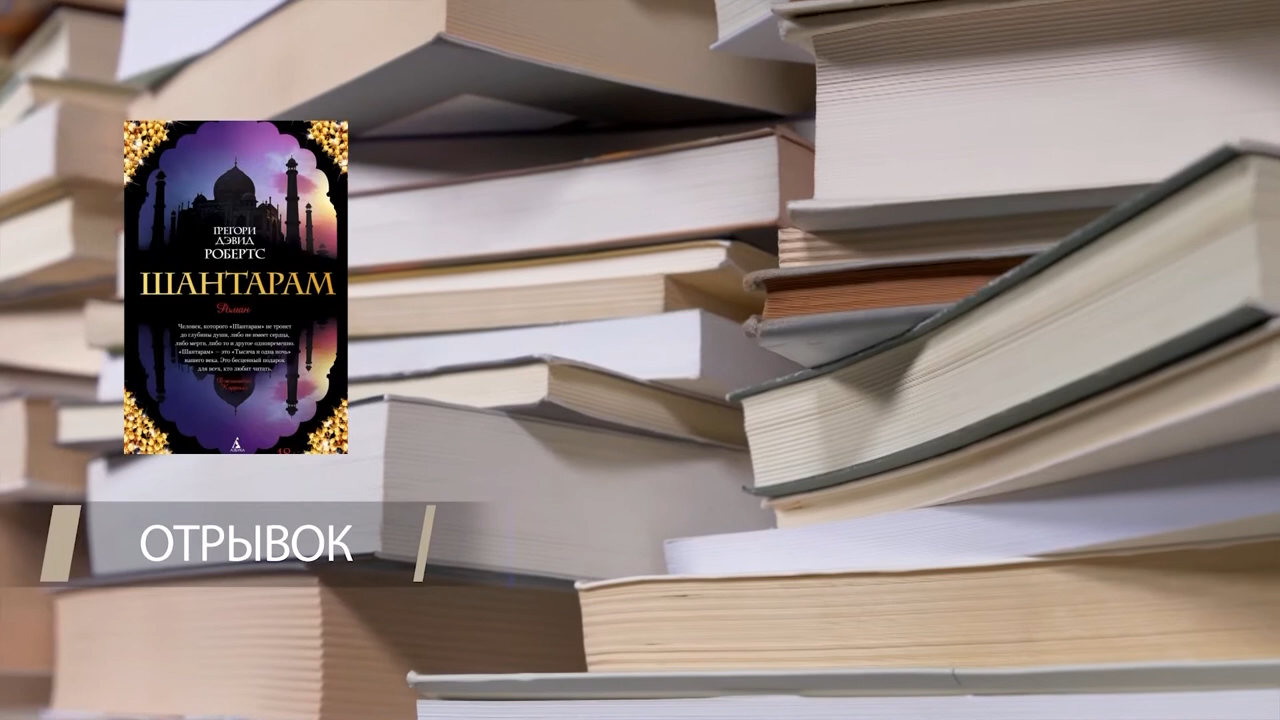 ГРЕГОРИ
ДЭВИД
РОБЕРТС
ШАНТАРАМ
Роман
Человек, которого «Шантарам» не тронет
до глубины души, либо не имеет сердца,
либо мертв, либо то и другое одновременно.
«Шантарам» — это «Тысяча и одна ночь»
нашего века. Это бесценный подарок
для всех, кто любит читать.
АЗБУКА
ОТРЫВОК